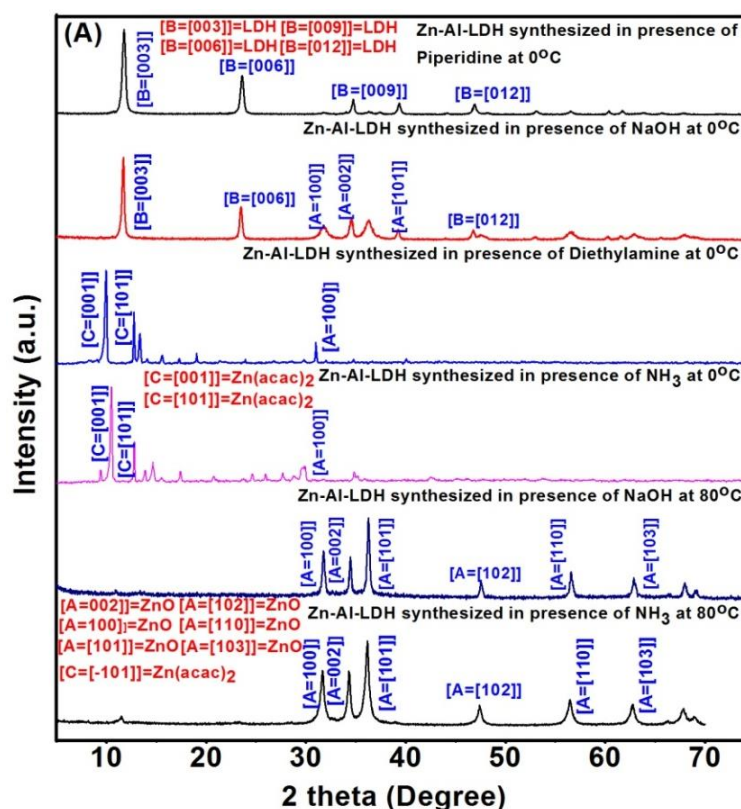 (A)
[B=[003]]=LDH [B=[009]]=LDH
[B=[006]]=LDH [B=[012]]=LDH
Zn-Al-LDH synthesized in presence of
Piperidine at 0⁰C
[B=[003]]
[B=[006]]
[B=[009]]
[B=[012]]
Zn-Al-LDH synthesized in presence of NaOH at 0⁰C
[B=[003]]
[B=[006]]
[A=100]]
[A=002]]
[A=[101]]
[B=[012]]
Zn-Al-LDH synthesized in presence of Diethylamine at 0⁰C
[C=[001]]
[C=[101]]
[A=100]]
[C=[001]=Zn(acac)₂
[C=[101]=Zn(acac)₂
Zn-Al-LDH synthesized in presence of NH₃ at 0⁰C
[C=[001]]
[C=[101]]
[A=100]]
Zn-Al-LDH synthesized in presence of NaOH at 80⁰C
[A=100]]
[A=002]]
[A=[101]]
[A=[102]]
[A=[110]]
[A=[103]]
[A=002]]=ZnO [A=[102]]=ZnO
[A=100]]=ZnO [A=[110]]=ZnO
[A=[101]]=ZnO [A=[103]]=ZnO
[C=[-101]]=Zn(acac)₂
Zn-Al-LDH synthesized in presence of NH₃ at 80⁰C
[A=100]]
[A=002]]
[A=[101]]
[A=[102]]
[A=[110]]
[A=[103]]
Intensity (a.u.)
10 20 30 40 50 60 70
2 theta (Degree)